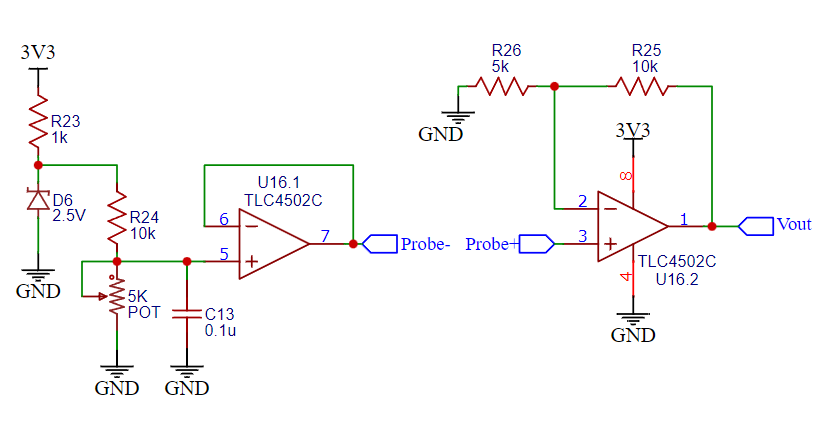 3V3
R23
1k
D6
2.5V
GND
R24
10k
5K
POT
GND
C13
0.1u
GND
U16.1
TLC4502C
6
5
7
Probe-
R26
5k
R25
10k
GND
3V3
8
2
3
1
4
Probe+
Vout
TLC4502C
U16.2
GND